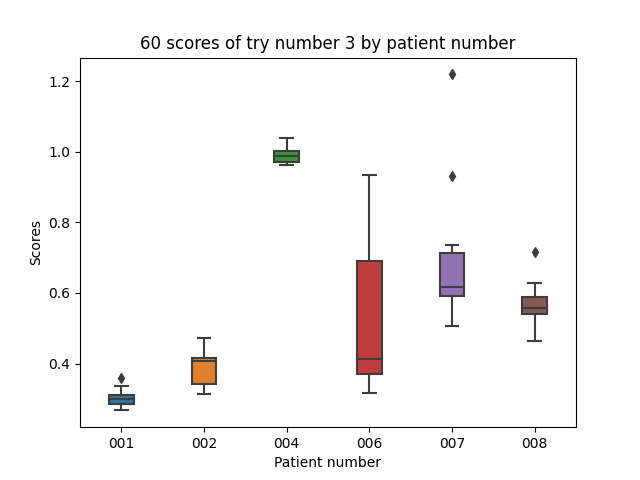 60 scores of try number 3 by patient number
1.2
1.0
0.8
0.6
0.4
Scores
001 002 004 006 007 008
Patient number